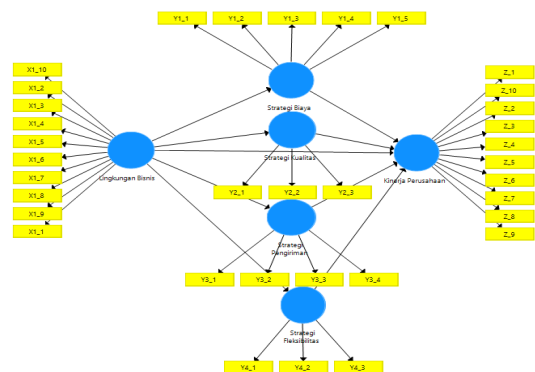 Y1_1 Y1_2 Y1_3 Y1_4 Y1_5
X1_10
X1_2
X1_3
X1_4
X1_5
X1_6
X1_7
X1_8
X1_9
X1_1
Ungkungan Bisnis
Strategi Biaya
Strategi Kualitas
Y2_1 Y2_2 Y2_3
Strategi
Pengiriman
Y3_1 Y3_2 Y3_3 Y3_4
Strategi
Fleksibilitas
Y4_1 Y4_2 Y4_3
Kinerja Perusahaan
Z_1
Z_10
Z_2
Z_3
Z_4
Z_5
Z_6
Z_7
Z_8
Z_9